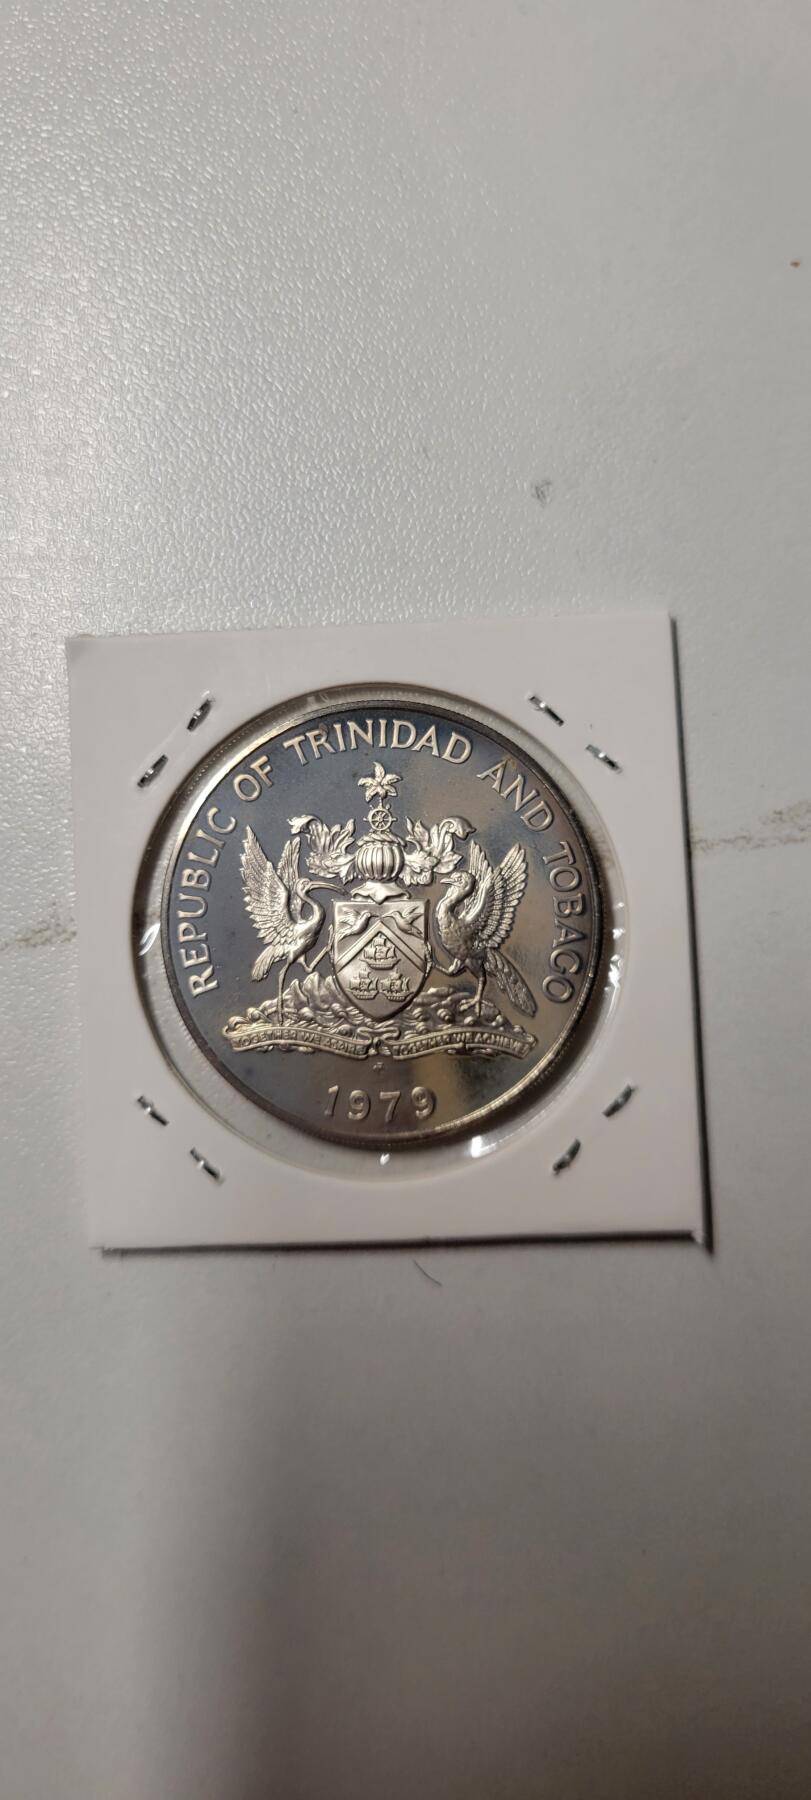 REPUBLIC OF TRINIDAD AND TOBAGO
TOGETHER WE ASPIRE TOGETHER WE ACHIEVE
1979